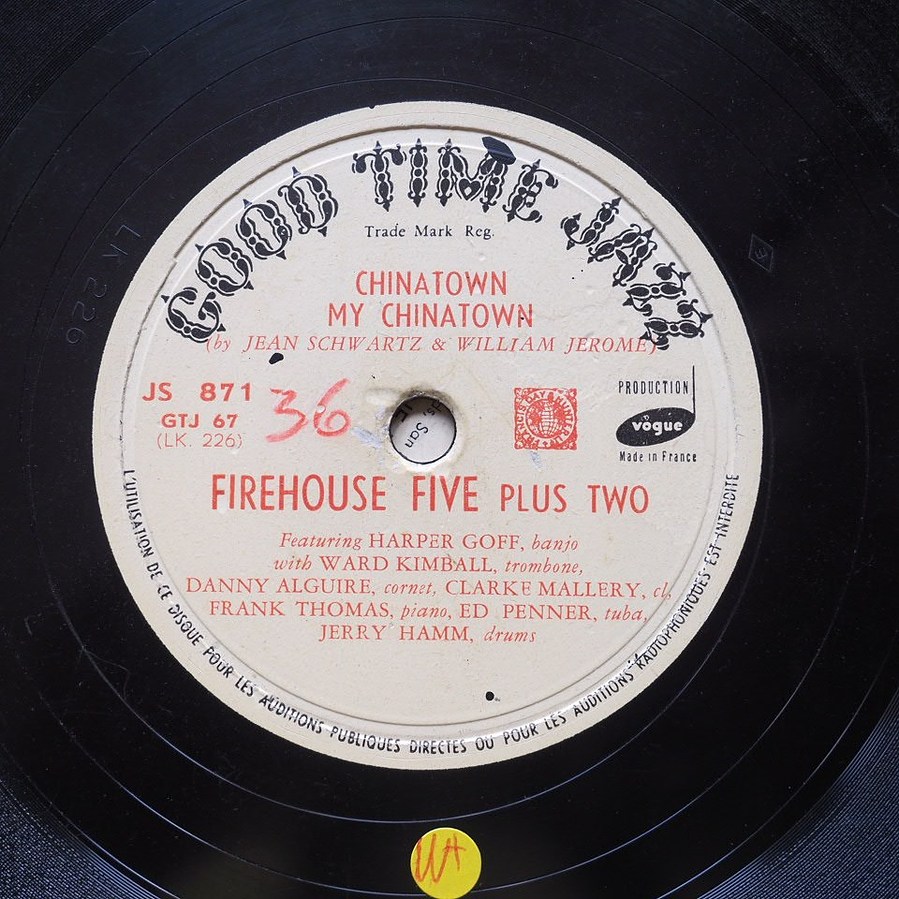 GOOD TIME JAZZ
Trade Mark Reg.
CHINATOWN
MY CHINATOWN
(by JEAN SCHWARTZ & WILLIAM JEROME)
JS 871
GTJ 67
(LK. 226)
36
PRODUCTION
vogue
Made in France
San
FIREHOUSE FIVE PLUS TWO
Featuring HARPER GOFF, banjo
with WARD KIMBALL, trombone,
DANNY ALGUIRE, cornet, CLARKE MALLERY, cl,
FRANK THOMAS, piano, ED PENNER, tuba,
JERRY HAMM, drums
L'UTILISATION DE CE DISQUE POUR LES AUDITIONS PUBLIQUES DIRECTES OU POUR LES AUDITIONS RADIOPHONIQUES EST INTERDITE
LK 226